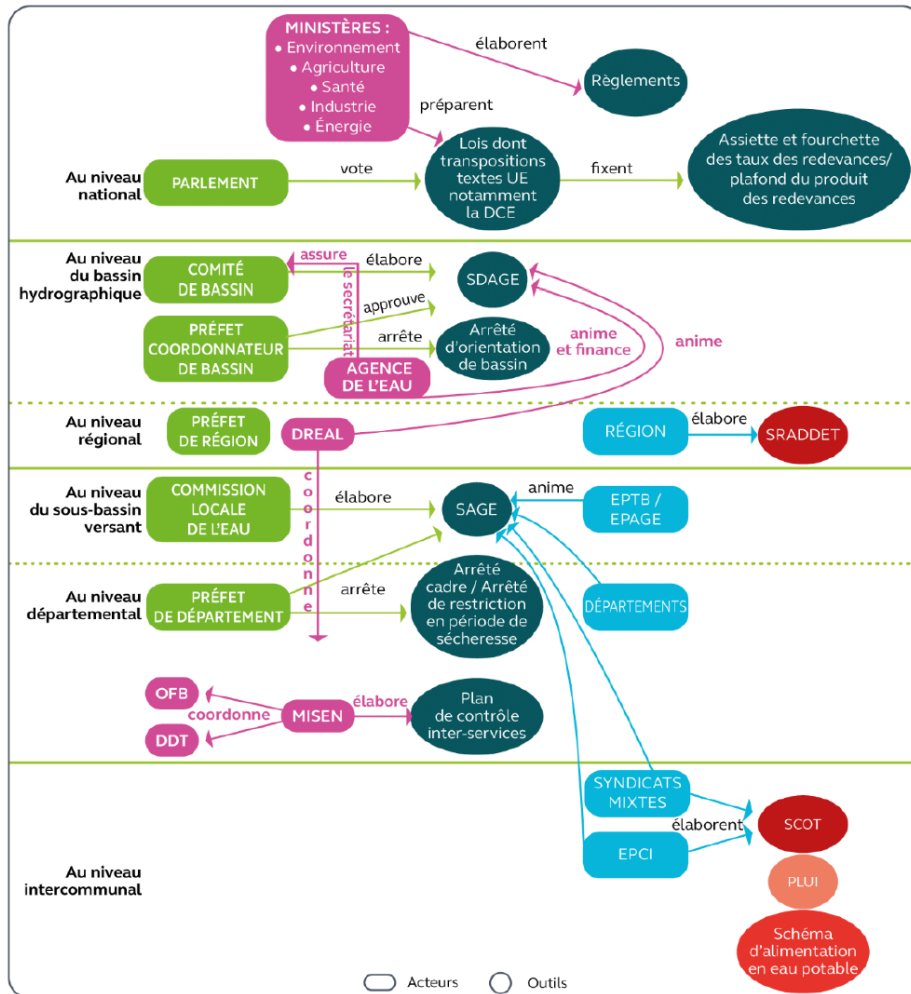 MINISTÈRES :
● Environnement
● Agriculture
● Santé
● Industrie
● Énergie
élaborent
Règlements
préparent
Au niveau
national
PARLEMENT
vote
Lois dont
transpositions
textes UE
notamment
la DCE
fixent
Assiette et fourchette
des taux des redevances/
plafond du produit
des redevances
Au niveau
du bassin
hydrographique
COMITÉ
DE BASSIN
assure
le secrétariat
élabore
SDAGE
approuve
PRÉFET
COORDONNATEUR
DE BASSIN
arrête
Arrêté
d'orientation
de bassin
anime
et finance
anime
AGENCE
DE L'EAU
Au niveau
régional
PRÉFET
DE RÉGION
DREAL
RÉGION
élabore
SRADDET
coordonne
Au niveau
du sous-bassin
versant
COMMISSION
LOCALE
DE L'EAU
élabore
SAGE
anime
EPTB /
EPAGE
Au niveau
départemental
PRÉFET
DE DÉPARTEMENT
arrête
Arrêté
cadre / Arrêté
de restriction
en période de
sécheresse
DÉPARTEMENTS
OFB
coordonne
DDT
MISEN
élabore
Plan
de contrôle
inter-services
Au niveau
intercommunal
SYNDICATS
MIXTES
élaborent
EPCI
SCOT
PLUI
Schéma
d'alimentation
en eau potable
Acteurs
Outils